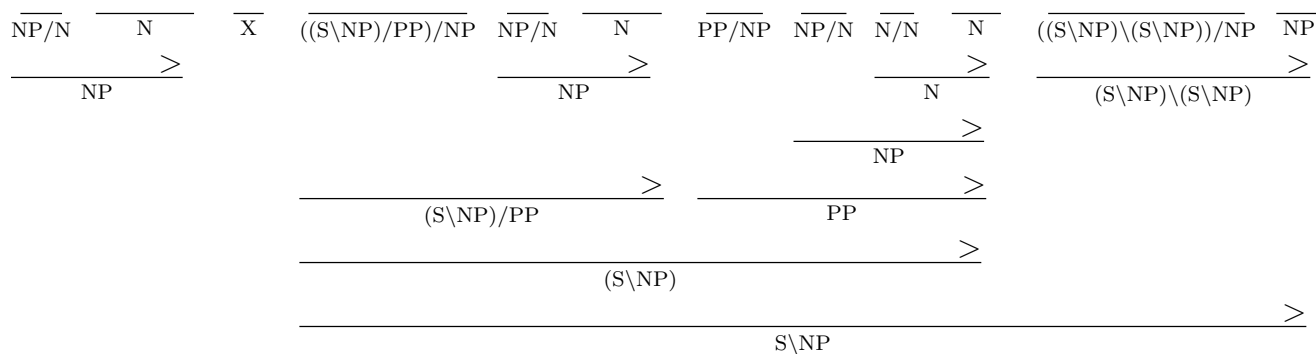 NP/N N X ((S\NP)/PP)/NP NP/N N PP/NP NP/N N/N N ((S\NP)\(S\NP))/NP NP
> > > >
NP NP N (S\NP)\(S\NP)
>
NP
> >
(S\NP)/PP PP
>
(S\NP)
>
S\NP